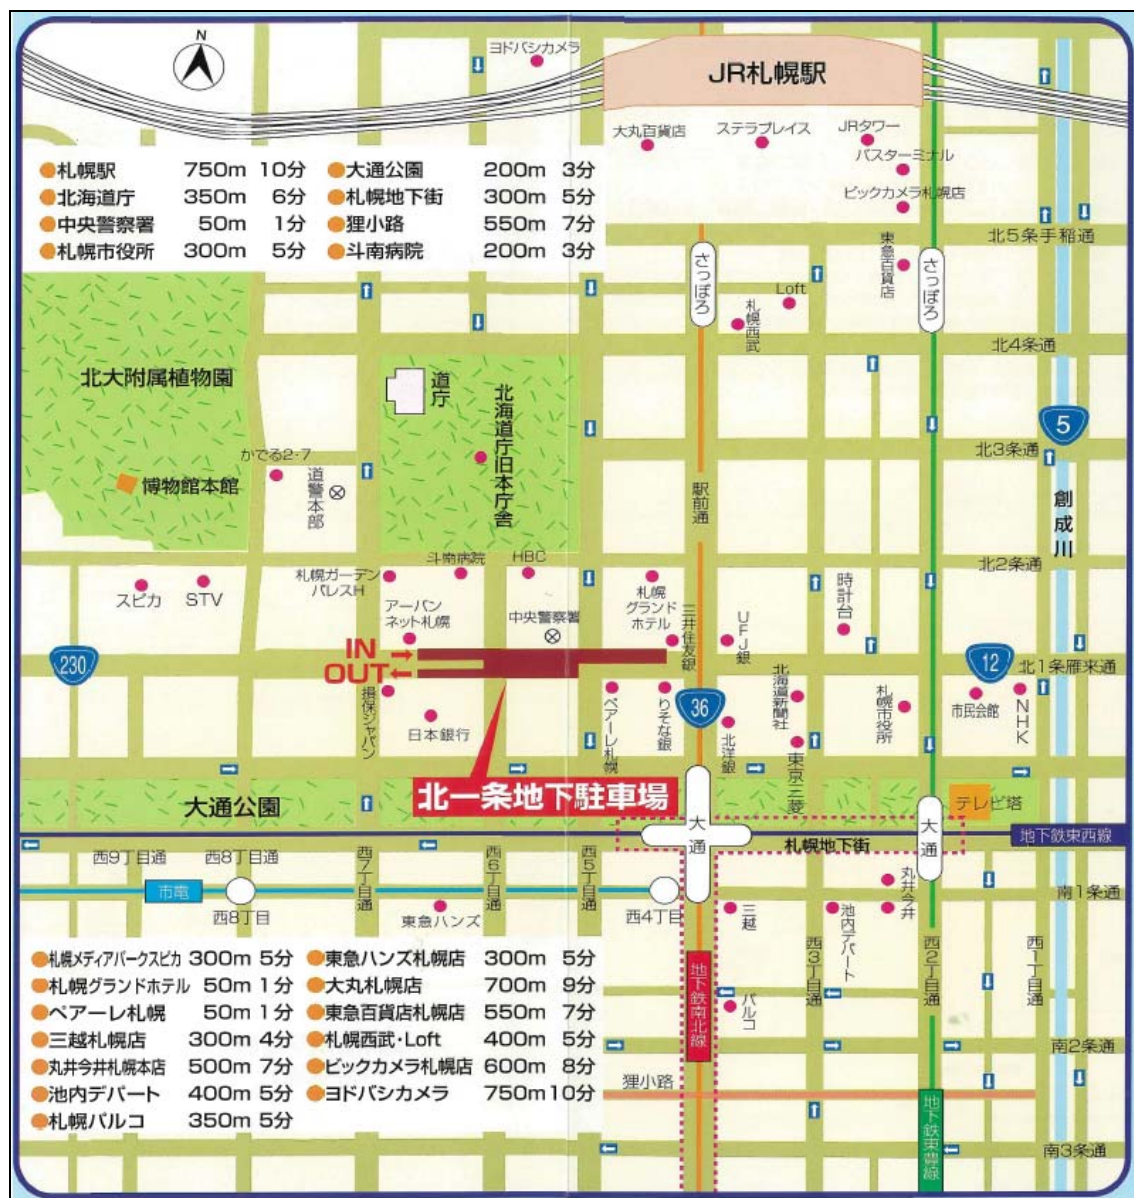 N
ヨドバシカメラ
JR札幌駅
大丸百貨店
ステラプレイス
JRタワー
バスターミナル
ビックカメラ札幌店
●札幌駅 750m 10分 ●大通公園 200m 3分
●北海道庁 350m 6分 ●札幌地下街 300m 5分
●中央警察署 50m 1分 ●狸小路 550m 7分
●札幌市役所 300m 5分 ●斗南病院 200m 3分
北5条手稲通
さっぽろ
さっぽろ
東急百貨店
Loft
札幌西武
北4条通
北大附属植物園
道庁
北海道庁旧本庁舎
5
北3条通
かでる2・7
道警本部
博物館本館
駅前通
創成川
北2条通
斗南病院
HBC
札幌ガーデン
パレスH
スピカ
STV
アーバン
ネット札幌
中央警察署
札幌
グランド
ホテル
三井住友銀
UFJ銀
時計台
IN
OUT
230
12
北1条雁来通
損保ジャパン
日本銀行
ペアーレ札幌
りそな銀
36
北洋銀
北海道新聞社
東京三菱
札幌市役所
市民会館
NHK
北一条地下駐車場
大通公園
テレビ塔
大通
大通
札幌地下街
地下鉄東西線
西9丁目通
西8丁目通
西7丁目通
西6丁目通
西5丁目通
市電
西8丁目
東急ハンズ
西4丁目
三越
池内デパート
丸井今井
南1条通
西3丁目通
西2丁目通
西1丁目通
地下鉄南北線
パルコ
南2条通
狸小路
地下鉄東豊線
南3条通
●札幌メディアパークスピカ 300m 5分 ●東急ハンズ札幌店 300m 5分
●札幌グランドホテル 50m 1分 ●大丸札幌店 700m 9分
●ペアーレ札幌 50m 1分 ●東急百貨店札幌店 550m 7分
●三越札幌店 300m 4分 ●札幌西武・Loft 400m 5分
●丸井今井札幌本店 500m 7分 ●ビックカメラ札幌店 600m 8分
●池内デパート 400m 5分 ●ヨドバシカメラ 750m 10分
●札幌パルコ 350m 5分